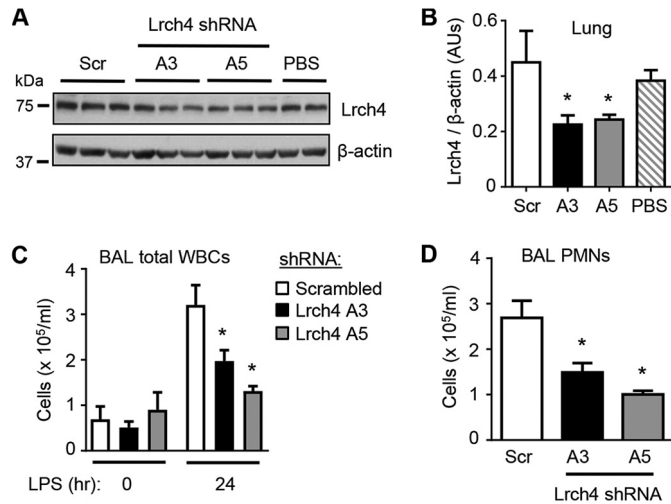 A
Lrch4 shRNA
Scr A3 A5 PBS
kDa
75
Lrch4
37
β-actin
B
Lung
Lrch4 / β-actin (AUs)
0.6
0.4
0.2
0
* *
Scr A3 A5 PBS
C
BAL total WBCs
Cells (x 10⁵/ml)
4
3
2
1
0
* *
LPS (hr): 0 24
shRNA:
Scrambled
Lrch4 A3
Lrch4 A5
D
BAL PMNs
Cells (x 10⁵/ml)
4
3
2
1
0
* *
Scr A3 A5
Lrch4 shRNA